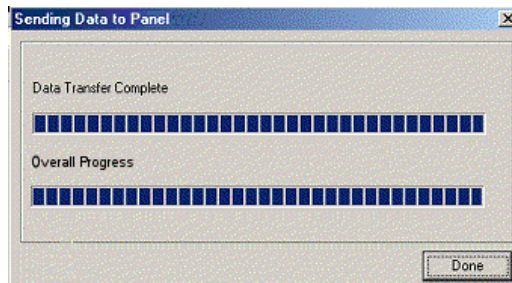 Sending Data to Panel
Data Transfer Complete
Overall Progress
Done